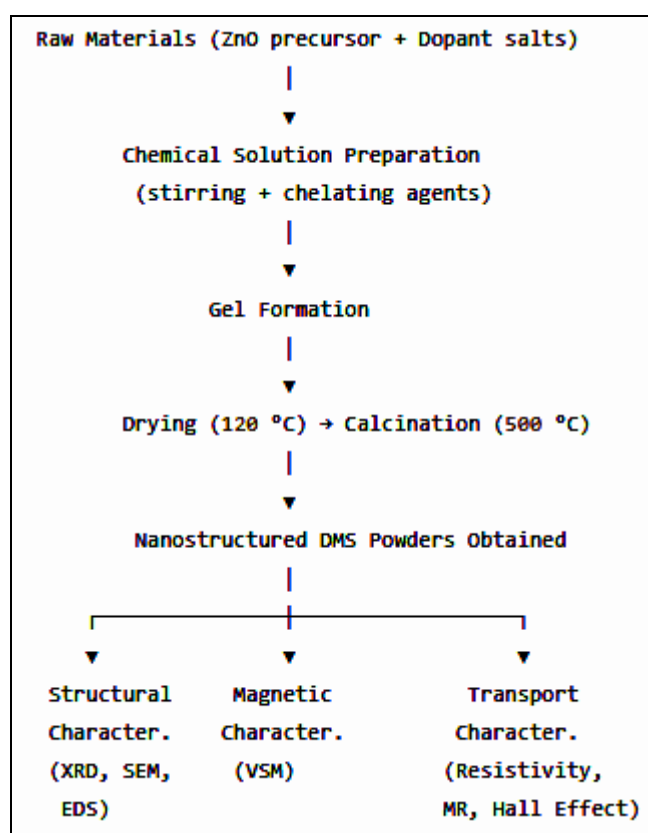 Raw Materials (ZnO precursor + Dopant salts)
Chemical Solution Preparation
(stirring + chelating agents)
Gel Formation
Drying (120 °C) → Calcination (500 °C)
Nanostructured DMS Powders Obtained
Structural Character. (XRD, SEM, EDS)
Magnetic Character. (VSM)
Transport Character. (Resistivity, MR, Hall Effect)